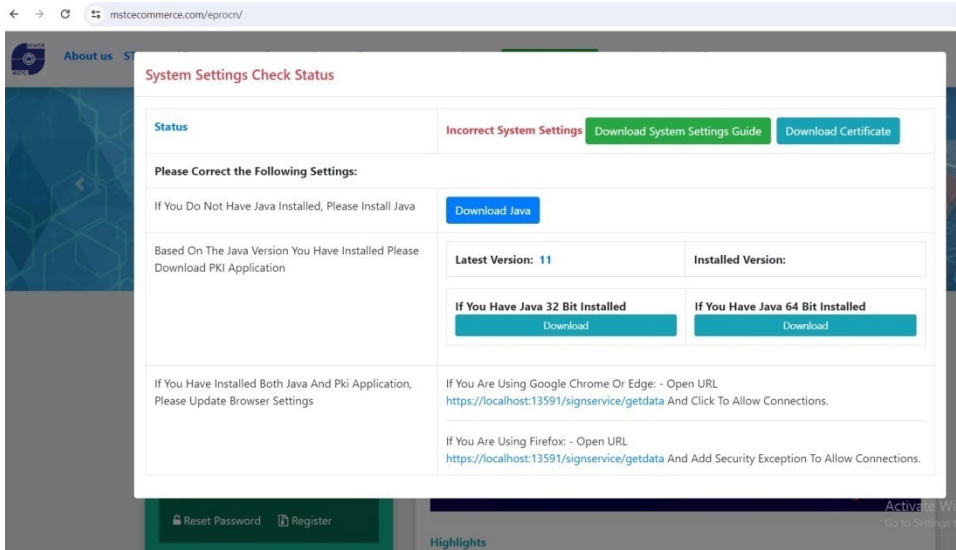 mstcecommerce.com/eprocn/
About us
MSTC
System Settings Check Status
Status
Incorrect System Settings
Download System Settings Guide
Download Certificate
Please Correct the Following Settings:
If You Do Not Have Java Installed, Please Install Java
Download Java
Based On The Java Version You Have Installed Please
Download PKI Application
Latest Version: 11
Installed Version:
If You Have Java 32 Bit Installed
Download
If You Have Java 64 Bit Installed
Download
If You Have Installed Both Java And Pki Application,
Please Update Browser Settings
If You Are Using Google Chrome Or Edge: - Open URL
https://localhost:13591/signservice/getdata And Click To Allow Connections.
If You Are Using Firefox: - Open URL
https://localhost:13591/signservice/getdata And Add Security Exception To Allow Connections.
Reset Password
Register
Highlights
Activate
Go to Settings